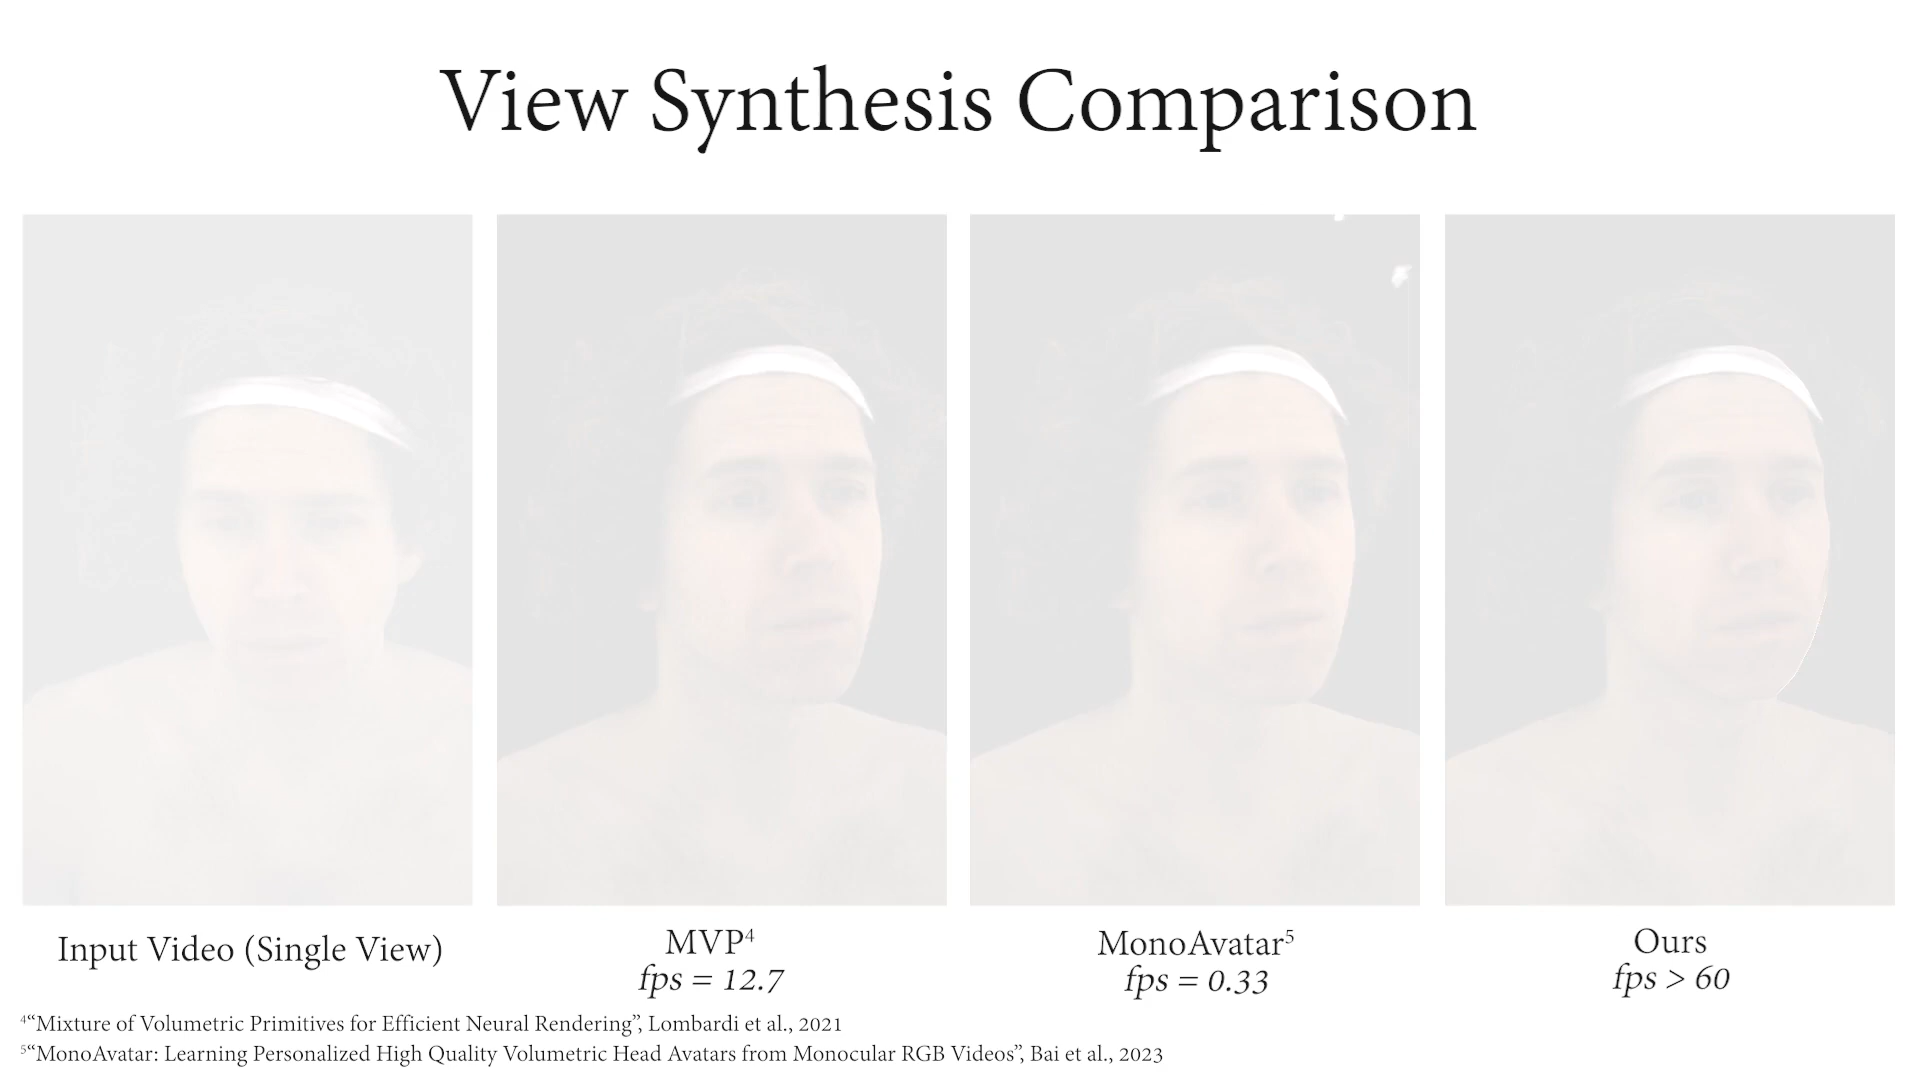 View Synthesis Comparison
Input Video (Single View)
MVP⁴
fps = 12.7
MonoAvatar⁵
fps = 0.33
Ours
fps > 60
⁴“Mixture of Volumetric Primitives for Efficient Neural Rendering”, Lombardi et al., 2021
⁵“MonoAvatar: Learning Personalized High Quality Volumetric Head Avatars from Monocular RGB Videos”, Bai et al., 2023